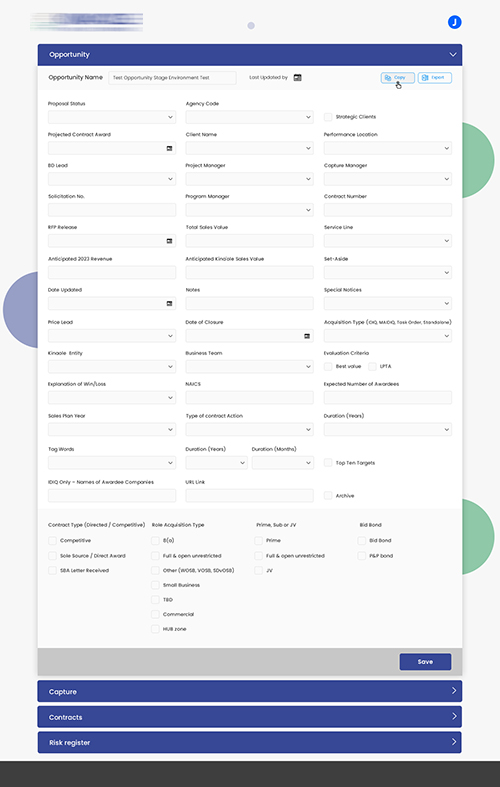 J
Opportunity
Opportunity Name Test Opportunity Stage Environment Test Last Updated by Copy Export
Proposal Status Agency Code
Strategic Clients
Projected Contract Award Client Name Performance Location
BD Lead Project Manager Capture Manager
Solicitation No. Program Manager Contract Number
RFP Release Total Sales Value Service Line
Anticipated 2023 Revenue Anticipated Kinaole Sales Value Set-Aside
Date Updated Notes Special Notices
Price Lead Date of Closure Acquisition Type (IDIQ, MAIDIQ, Task Order, Standalone)
Kinaole Entity Business Team Evaluation Criteria
Best value LPTA
Explanation of Win/Loss NAICS Expected Number of Awardees
Sales Plan Year Type of contract Action Duration (Years)
Tag Words Duration (Years) Duration (Months)
Top Ten Targets
IDIQ Only – Names of Awardee Companies URL Link
Archive
Contract Type (Directed / Competitive) Role Acquisition Type Prime, Sub or JV Bid Bond
Competitive 8(a) Prime Bid Bond
Sole Source / Direct Award Full & open unrestricted Full & open unrestricted P&P bond
SBA Letter Received Other (WOSB, VOSB, SDvOSB) JV
Small Business
TBD
Commercial
HUB zone
Save
Capture
Contracts
Risk register